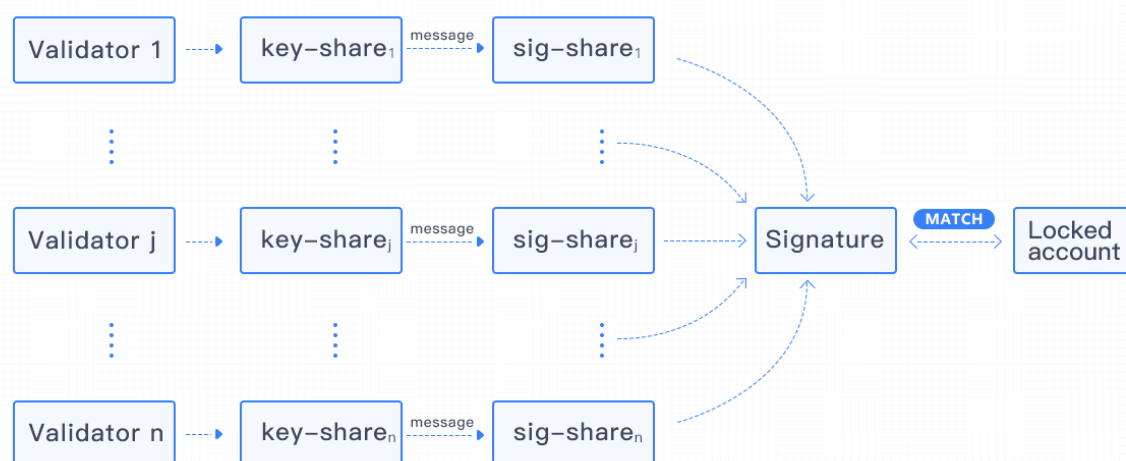 Validator 1
key-share₁
message
sig-share₁
Validator j
key-shareⱼ
message
sig-shareⱼ
Signature
MATCH
Locked
account
Validator n
key-shareₙ
message
sig-shareₙ